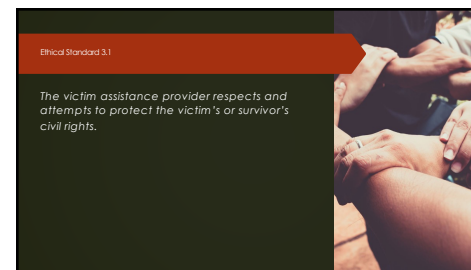 Ethical Standard 3.1
The victim assistance provider respects and
attempts to protect the victim's or survivor's
civil rights.